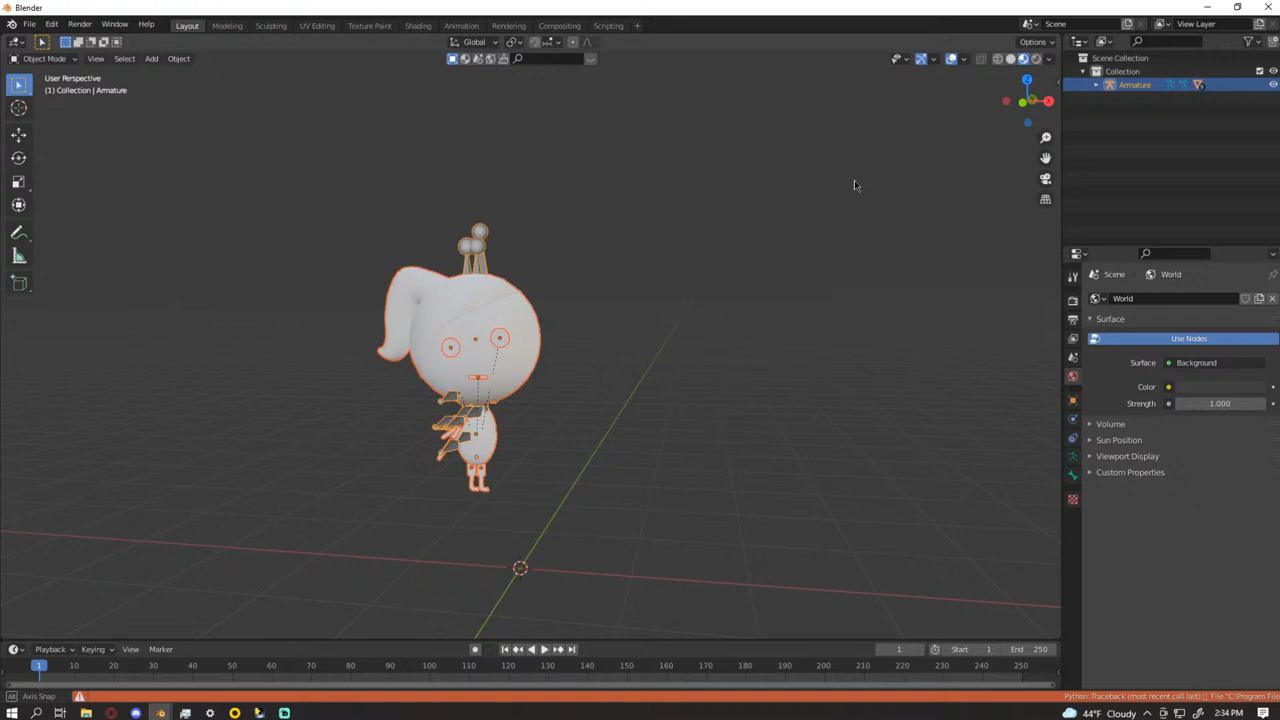 Blender
File Edit Render Window Help
Layout Modeling Sculpting UV Editing Texture Paint Shading Animation Rendering Compositing Scripting +
Scene
View Layer
Global
Options
Object Mode View Select Add Object
User Perspective
(1) Collection | Armature
Z
X
Scene Collection
Collection
Armature
Scene World
World
Surface
Use Nodes
Surface Background
Color
Strength 1.000
Volume
Sun Position
Viewport Display
Custom Properties
Playback Keying View Marker
1 Start 1 End 250
1 10 20 30 40 50 60 70 80 90 100 110 120 130 140 150 160 170 180 190 200 210 220 230 240 250
Axis Snap
Python: Traceback (most recent call last): File "C:\Program File
44°F Cloudy
2:34 PM